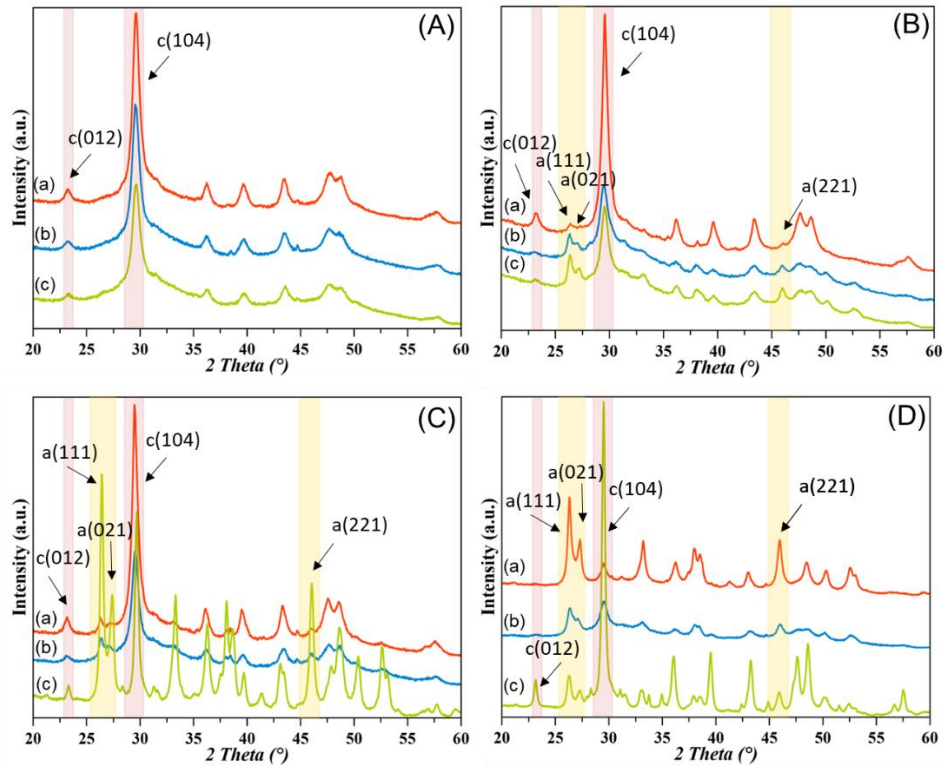 (A)
c(104)
c(012)
(a)
(b)
(c)
Intensity (a.u.)
20 25 30 35 40 45 50 55 60
2 Theta (°)
(B)
c(104)
c(012)
a(111)
a(021)
a(221)
(a)
(b)
(c)
Intensity (a.u.)
20 25 30 35 40 45 50 55 60
2 Theta (°)
(C)
a(111)
c(104)
a(021)
a(221)
c(012)
(a)
(b)
(c)
Intensity (a.u.)
20 25 30 35 40 45 50 55 60
2 Theta (°)
(D)
a(021)
a(111)
c(104)
a(221)
(a)
(b)
c(012)
(c)
Intensity (a.u.)
20 25 30 35 40 45 50 55 60
2 Theta (°)